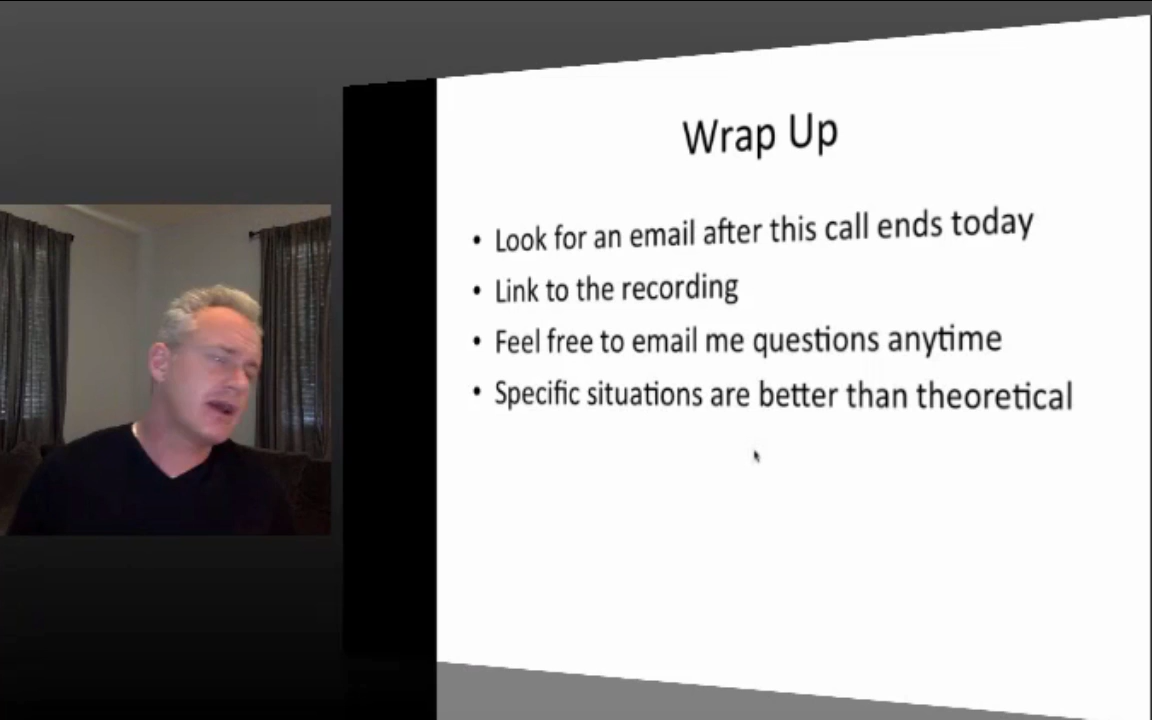 Wrap Up
• Look for an email after this call ends today
• Link to the recording
• Feel free to email me questions anytime
• Specific situations are better than theoretical